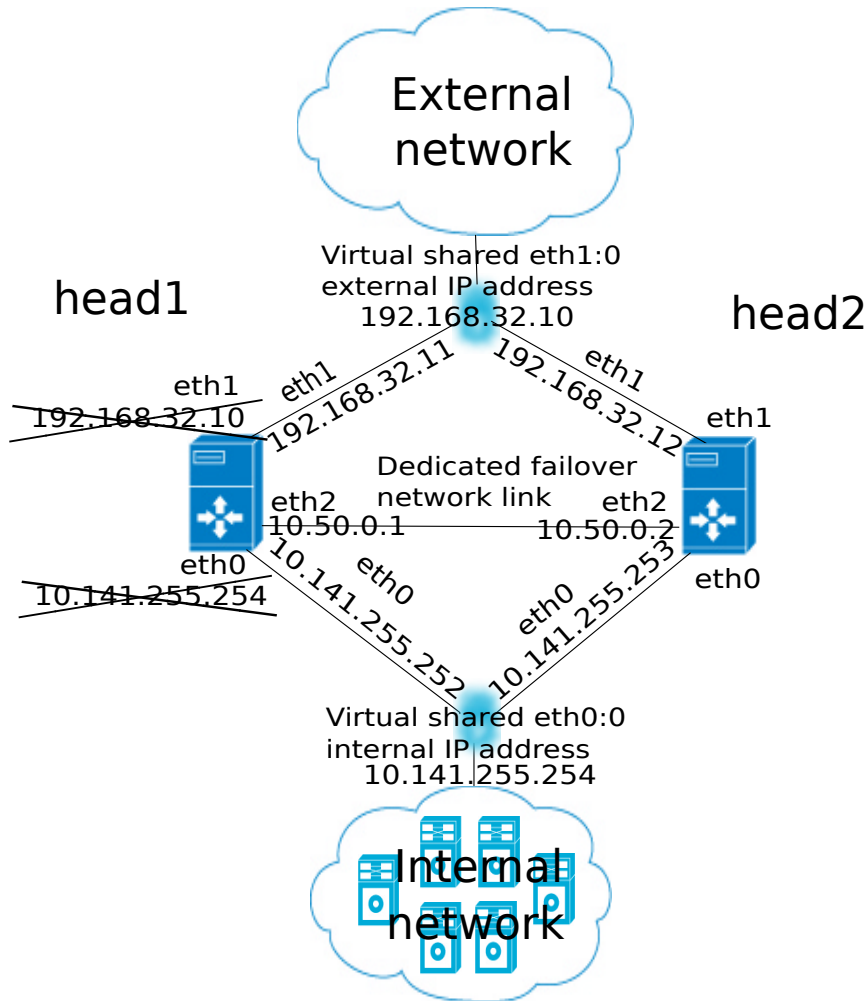 External
network
Virtual shared eth1:0
external IP address
192.168.32.10
head1
head2
eth1
192.168.32.10
eth1
192.168.32.11
eth1
192.168.32.12
eth1
Dedicated failover
network link
eth2
10.50.0.1
eth2
10.50.0.2
eth0
10.141.255.254
eth0
10.141.255.252
eth0
10.141.255.253
eth0
Virtual shared eth0:0
internal IP address
10.141.255.254
Internal
network